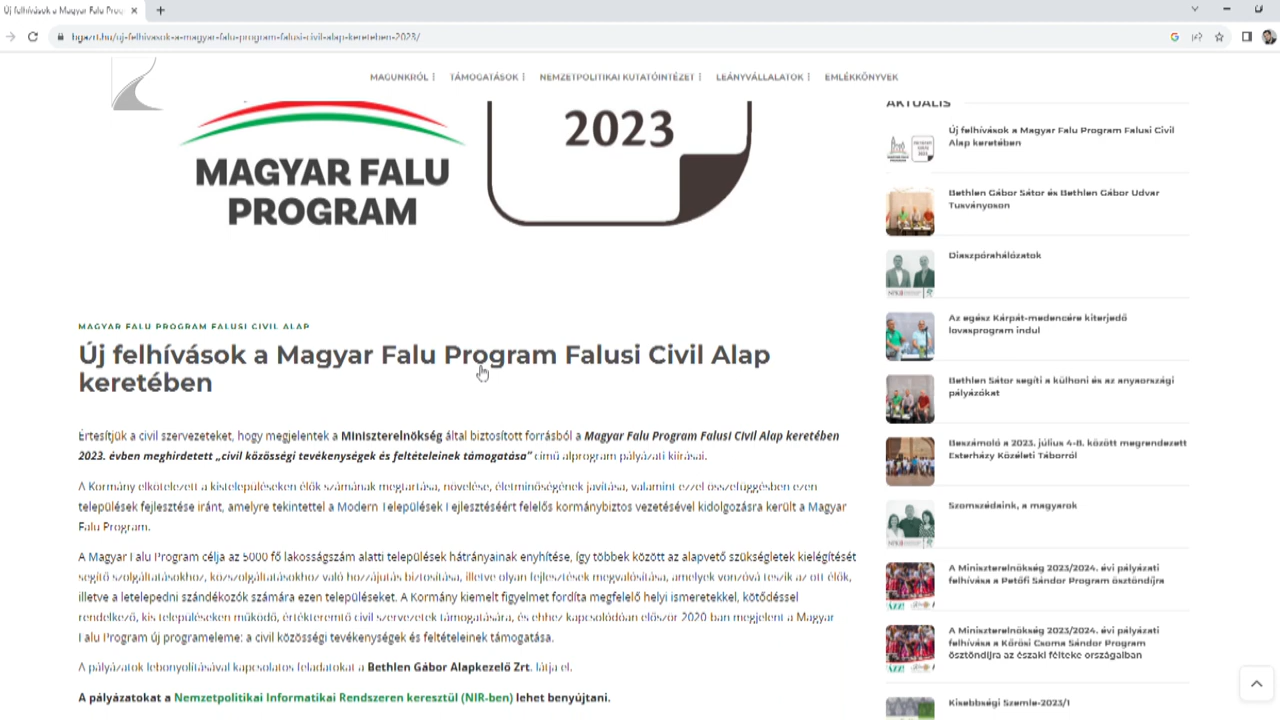 Új felhívások a Magyar Falu Prog
bgazrt.hu/uj-felhivasok-a-magyar-falu-program-falusi-civil-alap-kereteben-2023/
MAGUNKRÓL
TÁMOGATÁSOK
NEMZETPOLITIKAI KUTATÓINTÉZET
LEÁNYVÁLLALATOK
EMLÉKKÖNYVEK
2023
MAGYAR FALU
PROGRAM
MAGYAR FALU PROGRAM FALUSI CIVIL ALAP
Új felhívások a Magyar Falu Program Falusi Civil Alap
keretében
Értesítjük a civil szervezeteket, hogy megjelentek a Miniszterelnökség által biztosított forrásból a Magyar Falu Program Falusi Civil Alap keretében
2023. évben meghirdetett „civil közösségi tevékenységek és feltételeinek támogatása” című alprogram pályázati kiírásai.
A Kormány elkötelezett a kistelepüléseken élők számának megtartása, növelése, életminőségének javítása, valamint ezzel összefüggésben ezen
települések fejlesztése iránt, amelyre tekintettel a Modern Települések Fejlesztéséért felelős kormánybiztos vezetésével kidolgozásra került a Magyar
Falu Program.
A Magyar Falu Program célja az 5000 fő lakosságszám alatti települések hátrányainak enyhítése, így többek között az alapvető szükségletek kielégítését
segítő szolgáltatásokhoz, közszolgáltatásokhoz való hozzájutás biztosítása, illetve olyan fejlesztések megvalósítása, amelyek vonzóvá teszik az ott élők,
illetve a letelepedni szándékozók számára ezen településeket. A Kormány kiemelt figyelmet fordít a megfelelő helyi ismeretekkel, kötődéssel
rendelkező, kis településeken működő, értékteremtő civil szervezetek támogatására, és ehhez kapcsolódóan először 2020-ban megjelent a Magyar
Falu Program új programeleme: a civil közösségi tevékenységek és feltételeinek támogatása.
A pályázatok lebonyolításával kapcsolatos feladatokat a Bethlen Gábor Alapkezelő Zrt. látja el.
A pályázatokat a Nemzetpolitikai Informatikai Rendszeren keresztül (NIR-ben) lehet benyújtani.
AKTUÁLIS
Új felhívások a Magyar Falu Program Falusi Civil
Alap keretében
Bethlen Gábor Sátor és Bethlen Gábor Udvar
Tusványoson
Diaszpórahálózatok
Az egész Kárpát-medencére kiterjedő
lovasprogram indul
Bethlen Sátor segíti a külhoni és az anyaországi
pályázókat
Beszámoló a 2023. július 4-8. között megrendezett
Esterházy Közéleti Táborról
Szomszédaink, a magyarok
A Miniszterelnökség 2023/2024. évi pályázati
felhívása a Petőfi Sándor Program ösztöndíjra
A Miniszterelnökség 2023/2024. évi pályázati
felhívása a Kőrösi Csoma Sándor Program
ösztöndíjra az északi félteke országaiban
Kisebbségi Szemle-2023/1